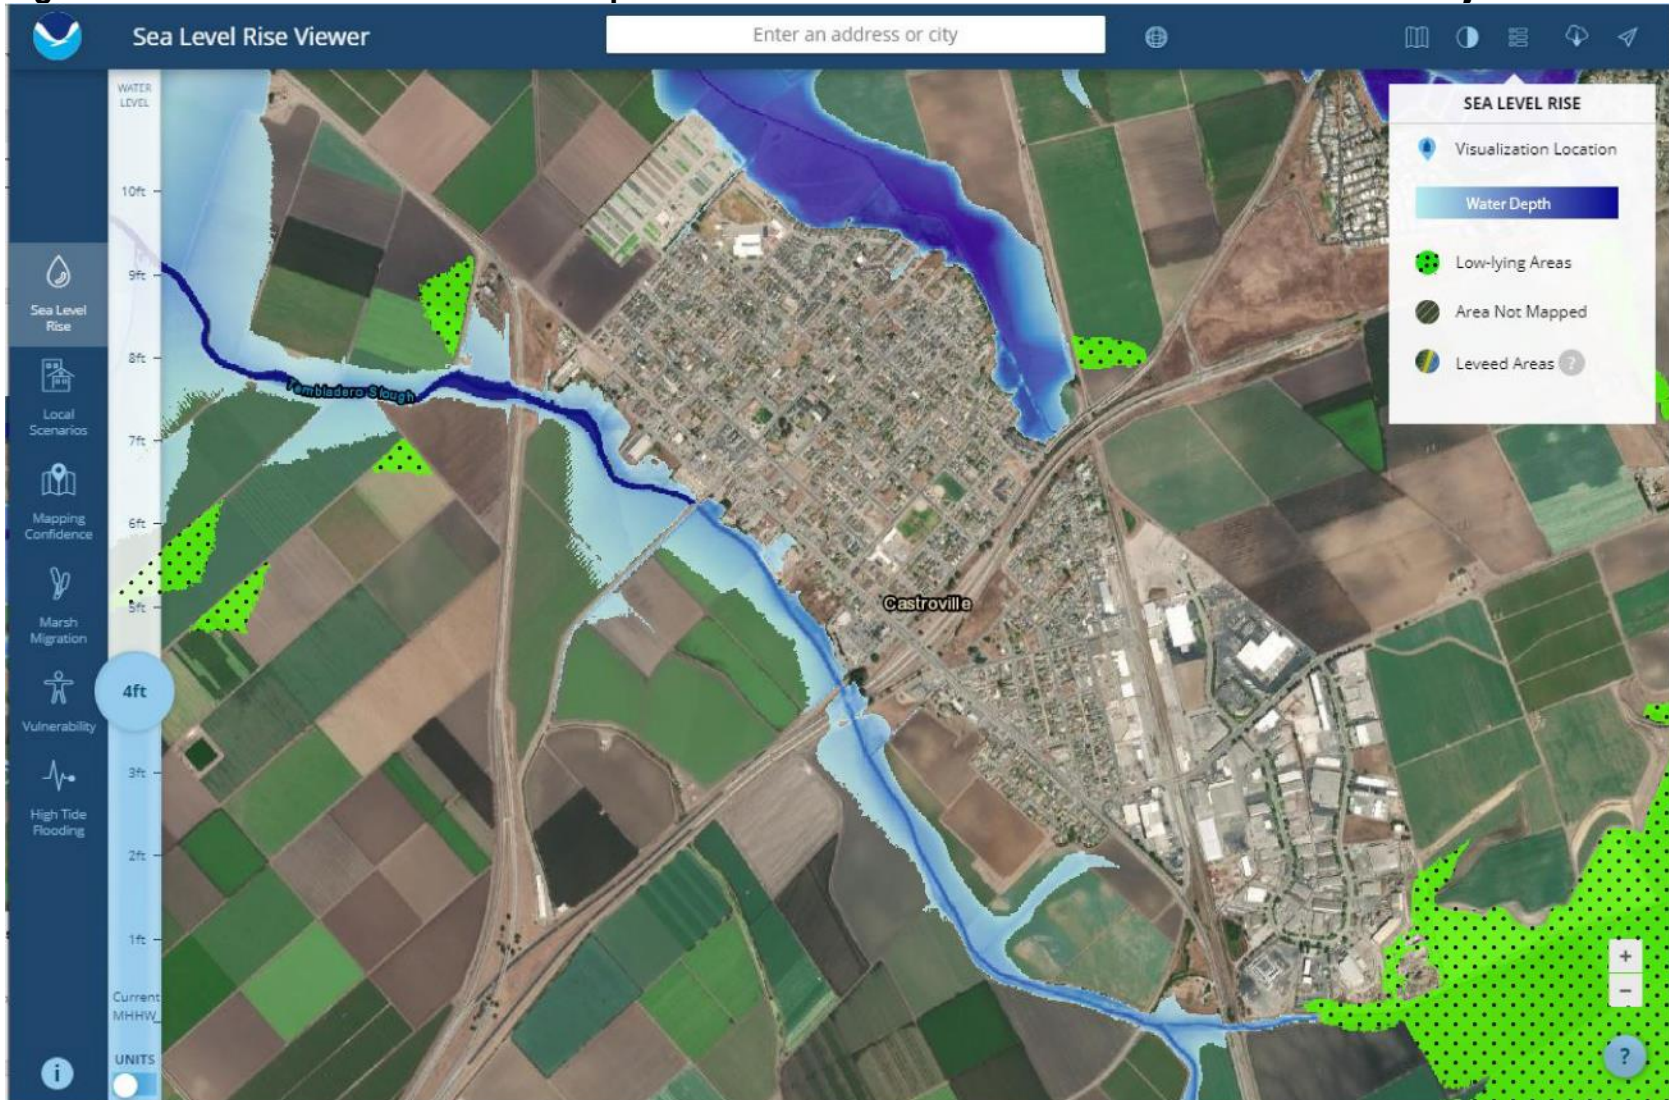 Sea Level Rise Viewer
Enter an address or city
WATER
LEVEL
10ft
9ft
8ft
7ft
6ft
5ft
4ft
3ft
2ft
1ft
Current
MHHW
UNITS
Sea Level
Rise
Local
Scenarios
Mapping
Confidence
Marsh
Migration
Vulnerability
High Tide
Flooding
i
Tembladero Slough
Castroville
SEA LEVEL RISE
Visualization Location
Water Depth
Low-lying Areas
Area Not Mapped
Leveed Areas ?
+
−
?